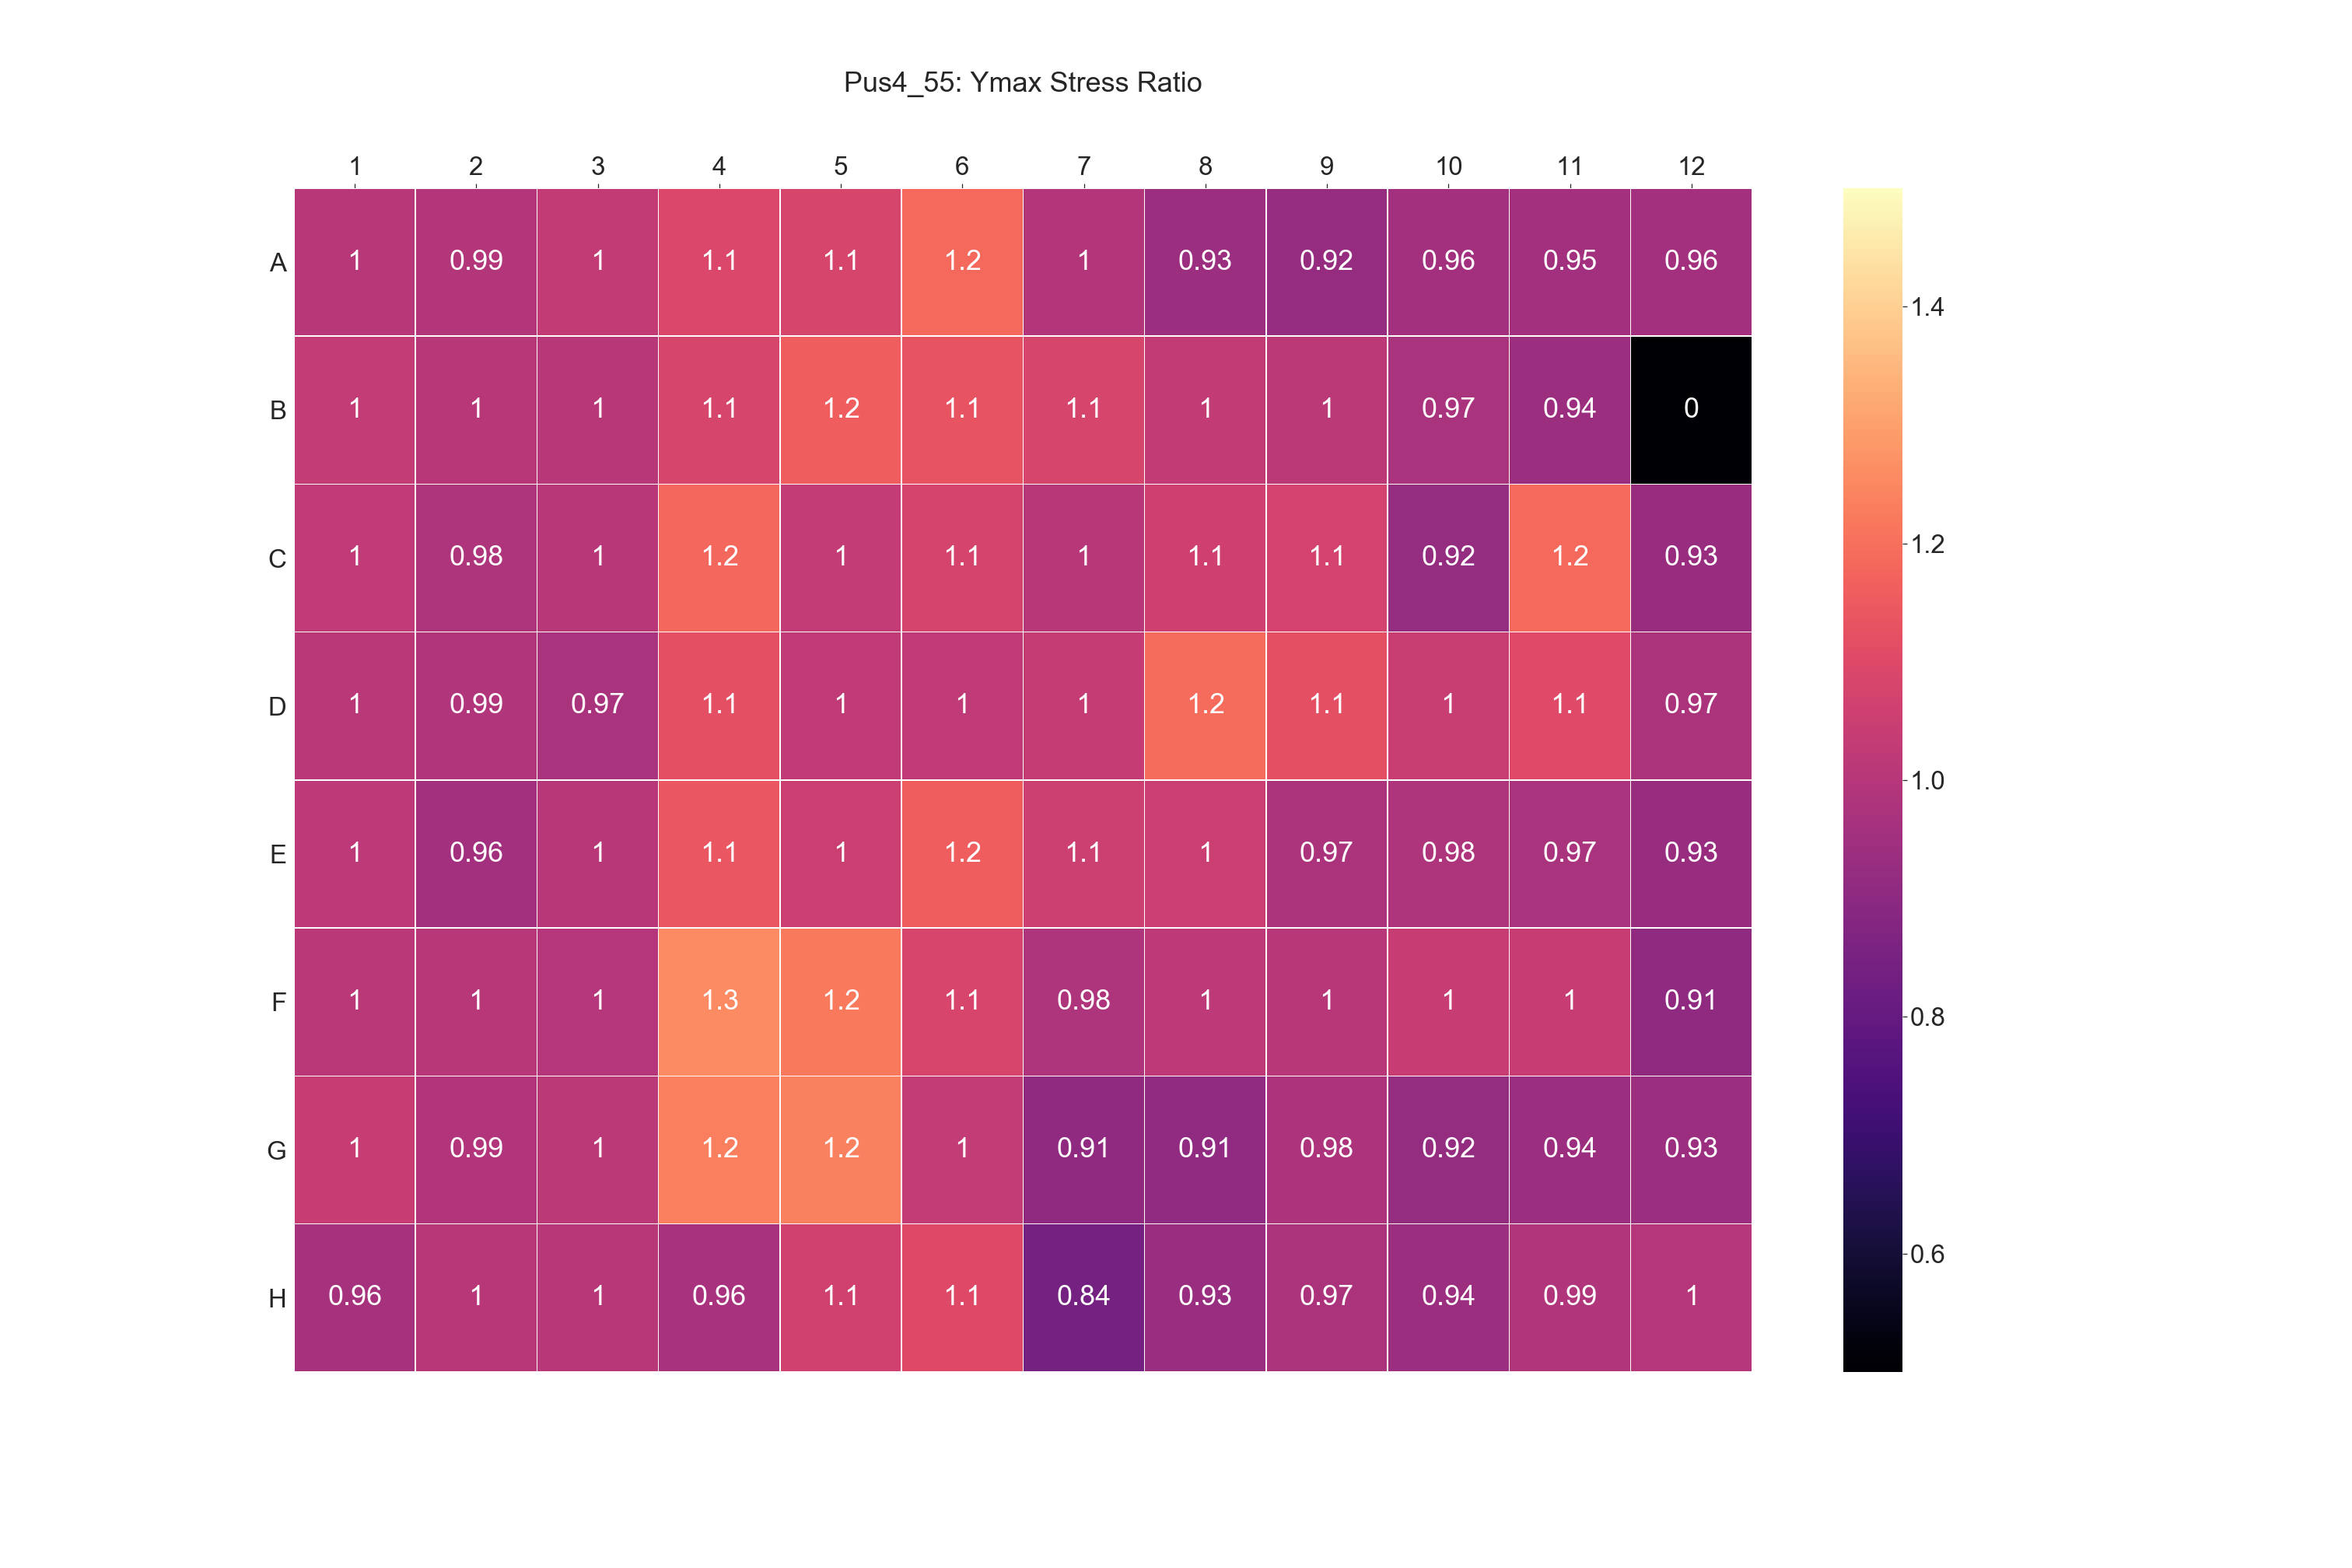 Pus4_55: Ymax Stress Ratio
1 2 3 4 5 6 7 8 9 10 11 12
A 1 0.99 1 1.1 1.1 1.2 1 0.93 0.92 0.96 0.95 0.96
B 1 1 1 1.1 1.2 1.1 1.1 1 1 0.97 0.94 0
C 1 0.98 1 1.2 1 1.1 1 1.1 1.1 0.92 1.2 0.93
D 1 0.99 0.97 1.1 1 1 1 1.2 1.1 1 1.1 0.97
E 1 0.96 1 1.1 1 1.2 1.1 1 0.97 0.98 0.97 0.93
F 1 1 1 1.3 1.2 1.1 0.98 1 1 1 1 0.91
G 1 0.99 1 1.2 1.2 1 0.91 0.91 0.98 0.92 0.94 0.93
H 0.96 1 1 0.96 1.1 1.1 0.84 0.93 0.97 0.94 0.99 1
1.4
1.2
1.0
0.8
0.6